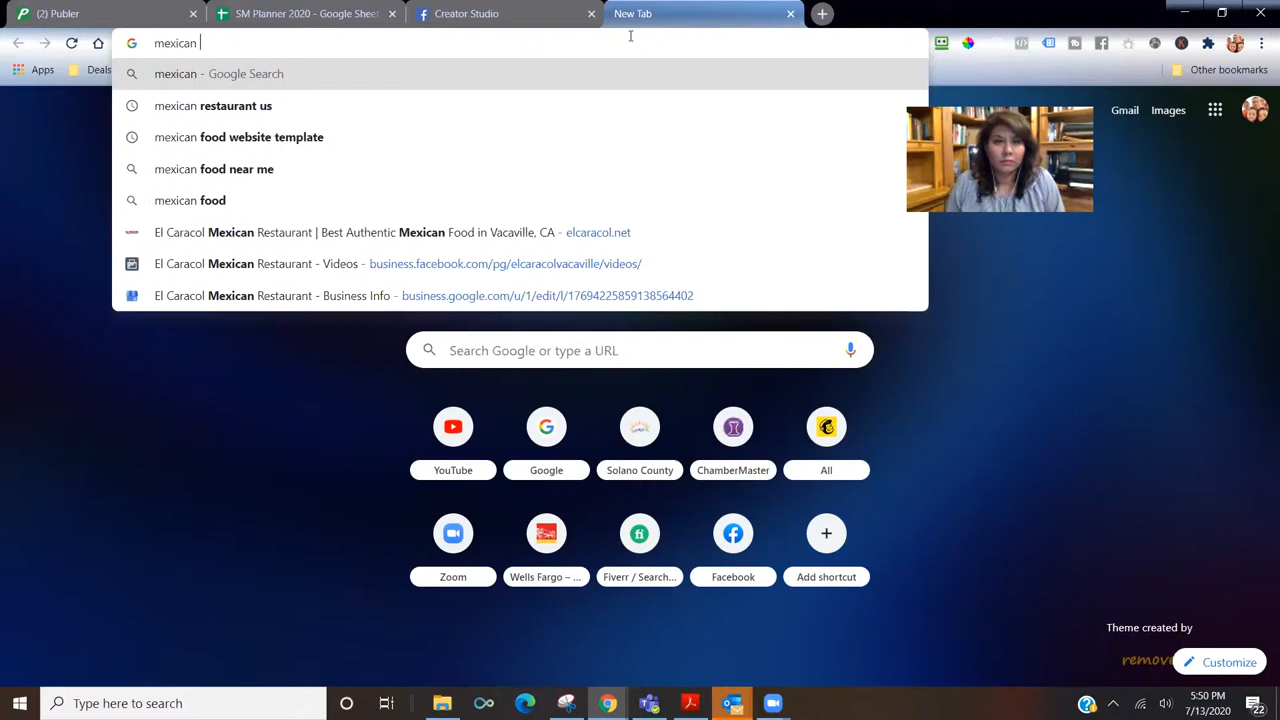 (2) Publer
SM Planner 2020 - Google Sheet
Creator Studio
New Tab
mexican
Apps
Deals
Other bookmarks
mexican - Google Search
mexican restaurant us
mexican food website template
mexican food near me
mexican food
El Caracol Mexican Restaurant | Best Authentic Mexican Food in Vacaville, CA - elcaracol.net
El Caracol Mexican Restaurant - Videos - business.facebook.com/pg/elcaracolvacaville/videos/
El Caracol Mexican Restaurant - Business Info - business.google.com/u/1/edit/l/17694225859138564402
Gmail
Images
Search Google or type a URL
YouTube
Google
Solano County
ChamberMaster
All
Zoom
Wells Fargo – ...
Fiverr / Search...
Facebook
Add shortcut
Theme created by
remove
Customize
Type here to search
5:50 PM
7/13/2020
22